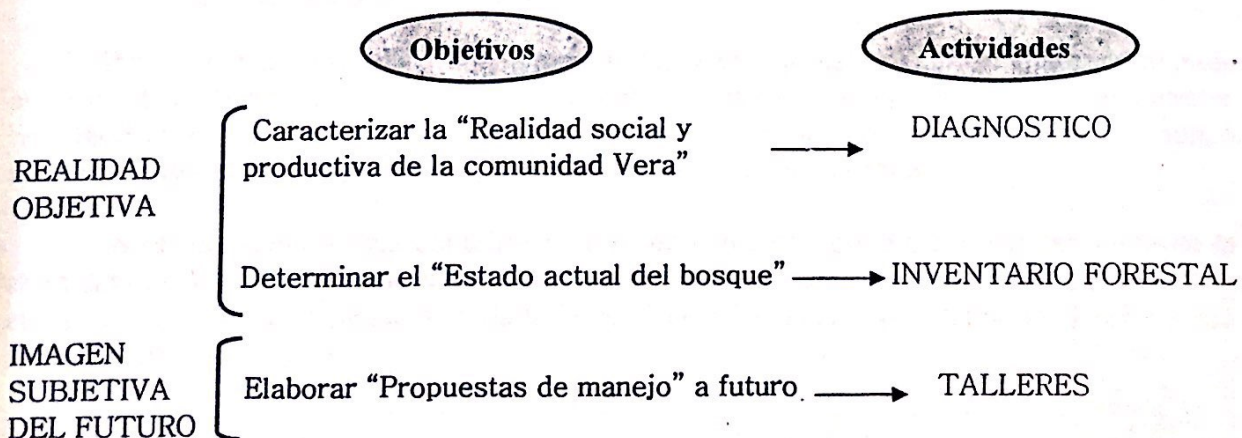 Objetivos
Actividades
REALIDAD
OBJETIVA
Caracterizar la “Realidad social y
productiva de la comunidad Vera”
DIAGNOSTICO
Determinar el “Estado actual del bosque”
INVENTARIO FORESTAL
IMAGEN
SUBJETIVA
DEL FUTURO
Elaborar “Propuestas de manejo” a futuro
TALLERES